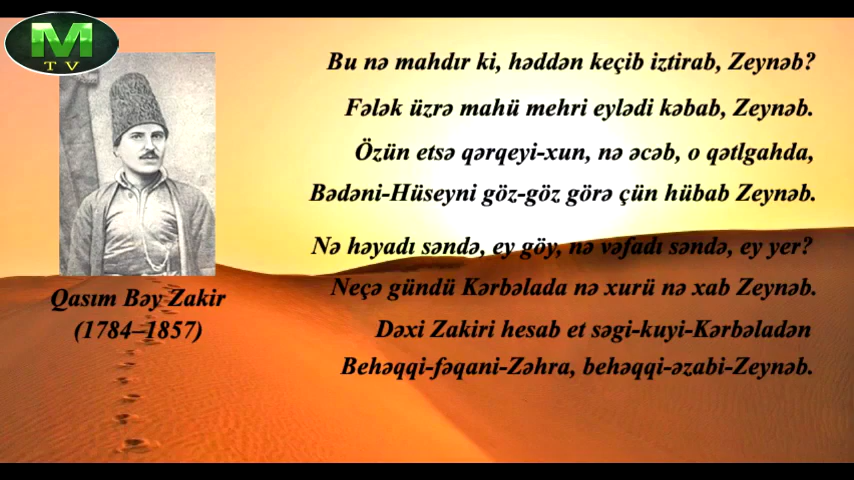 M
TV
Bu nə mahdır ki, həddən keçib iztirab, Zeynəb?
Fələk üzrə mahü mehri eylədi kəbab, Zeynəb.
Özün etsə qərqeyi-xun, nə əcəb, o qətlgahda,
Bədəni-Hüseyni göz-göz görə çün hübab Zeynəb.
Nə həyadı səndə, ey göy, nə vəfadı səndə, ey yer?
Neçə gündü Kərbəlada nə xurü nə xab Zeynəb.
Dəxi Zakiri hesab et səgi-kuyi-Kərbəladən
Behəqqi-fəqani-Zəhra, behəqqi-əzabi-Zeynəb.
Qasım Bəy Zakir
(1784–1857)